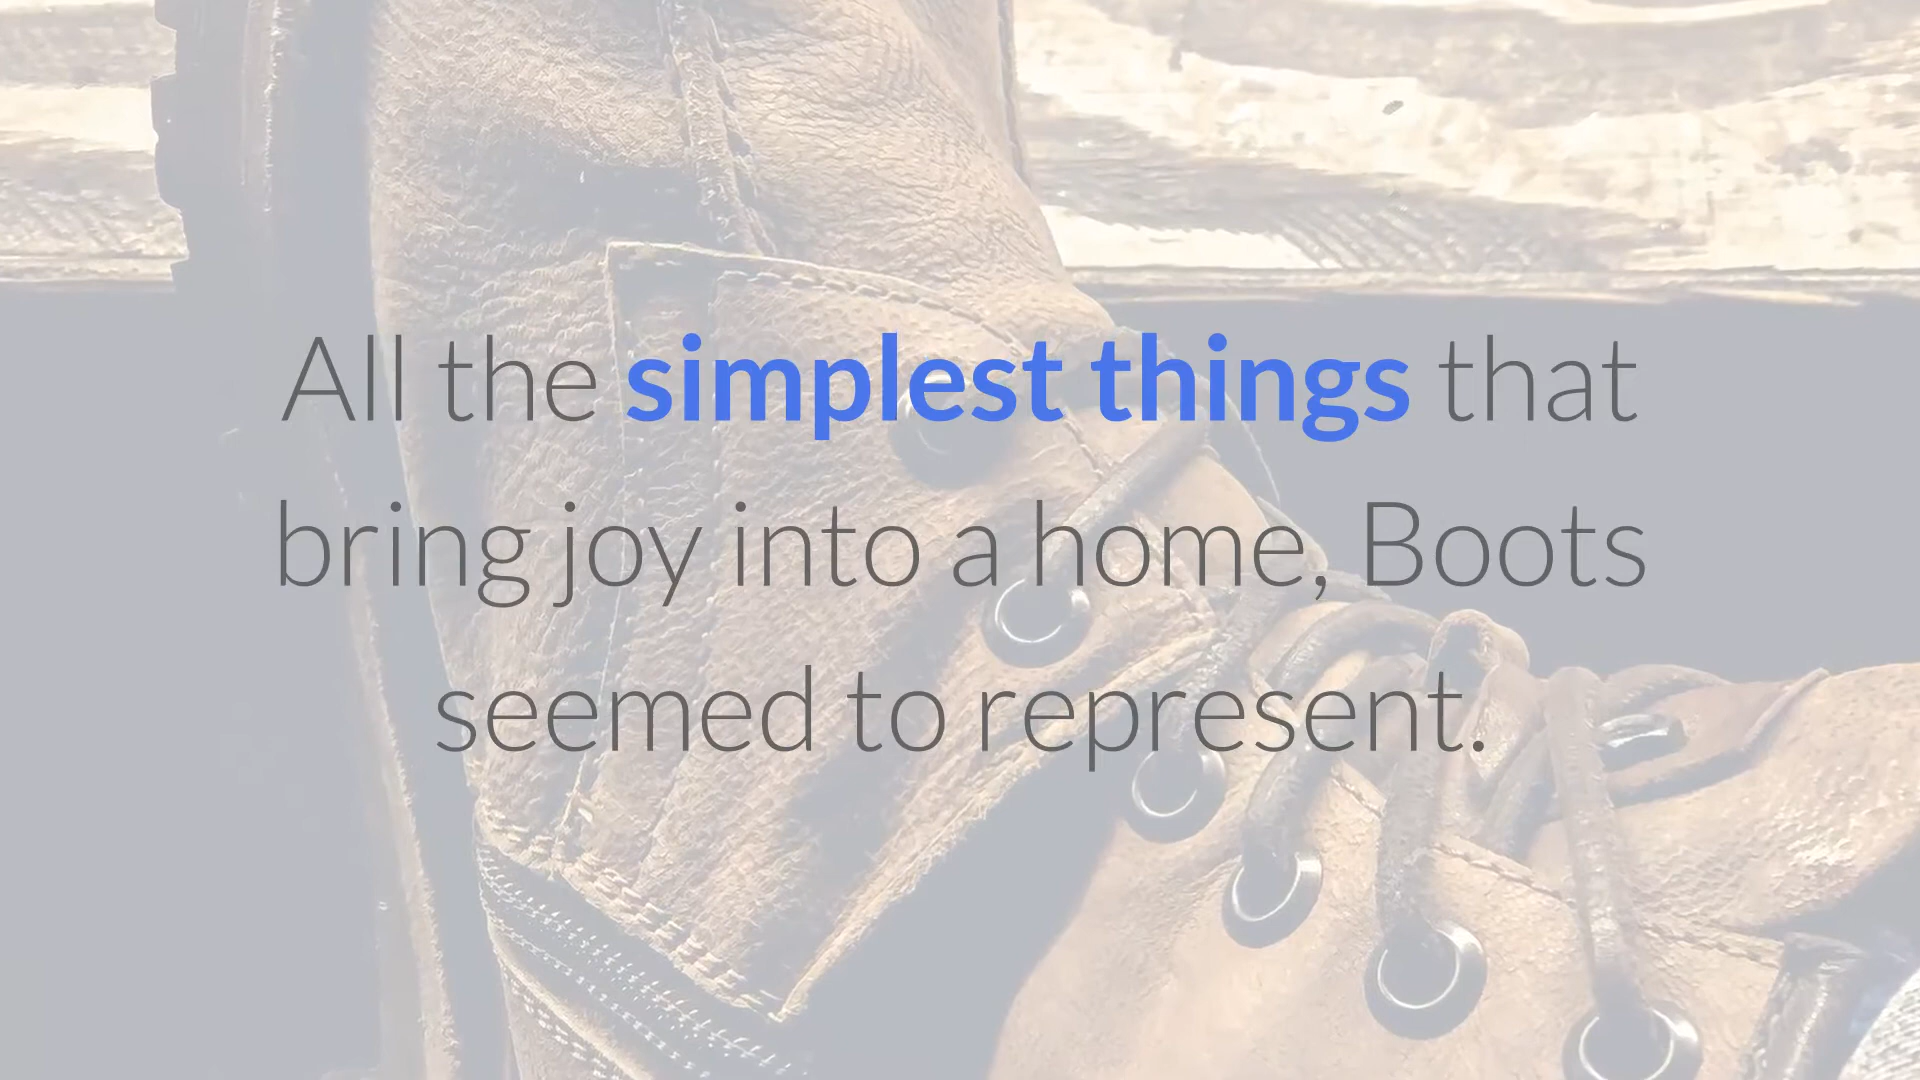 All the simplest things that
bring joy into a home, Boots
seemed to represent.